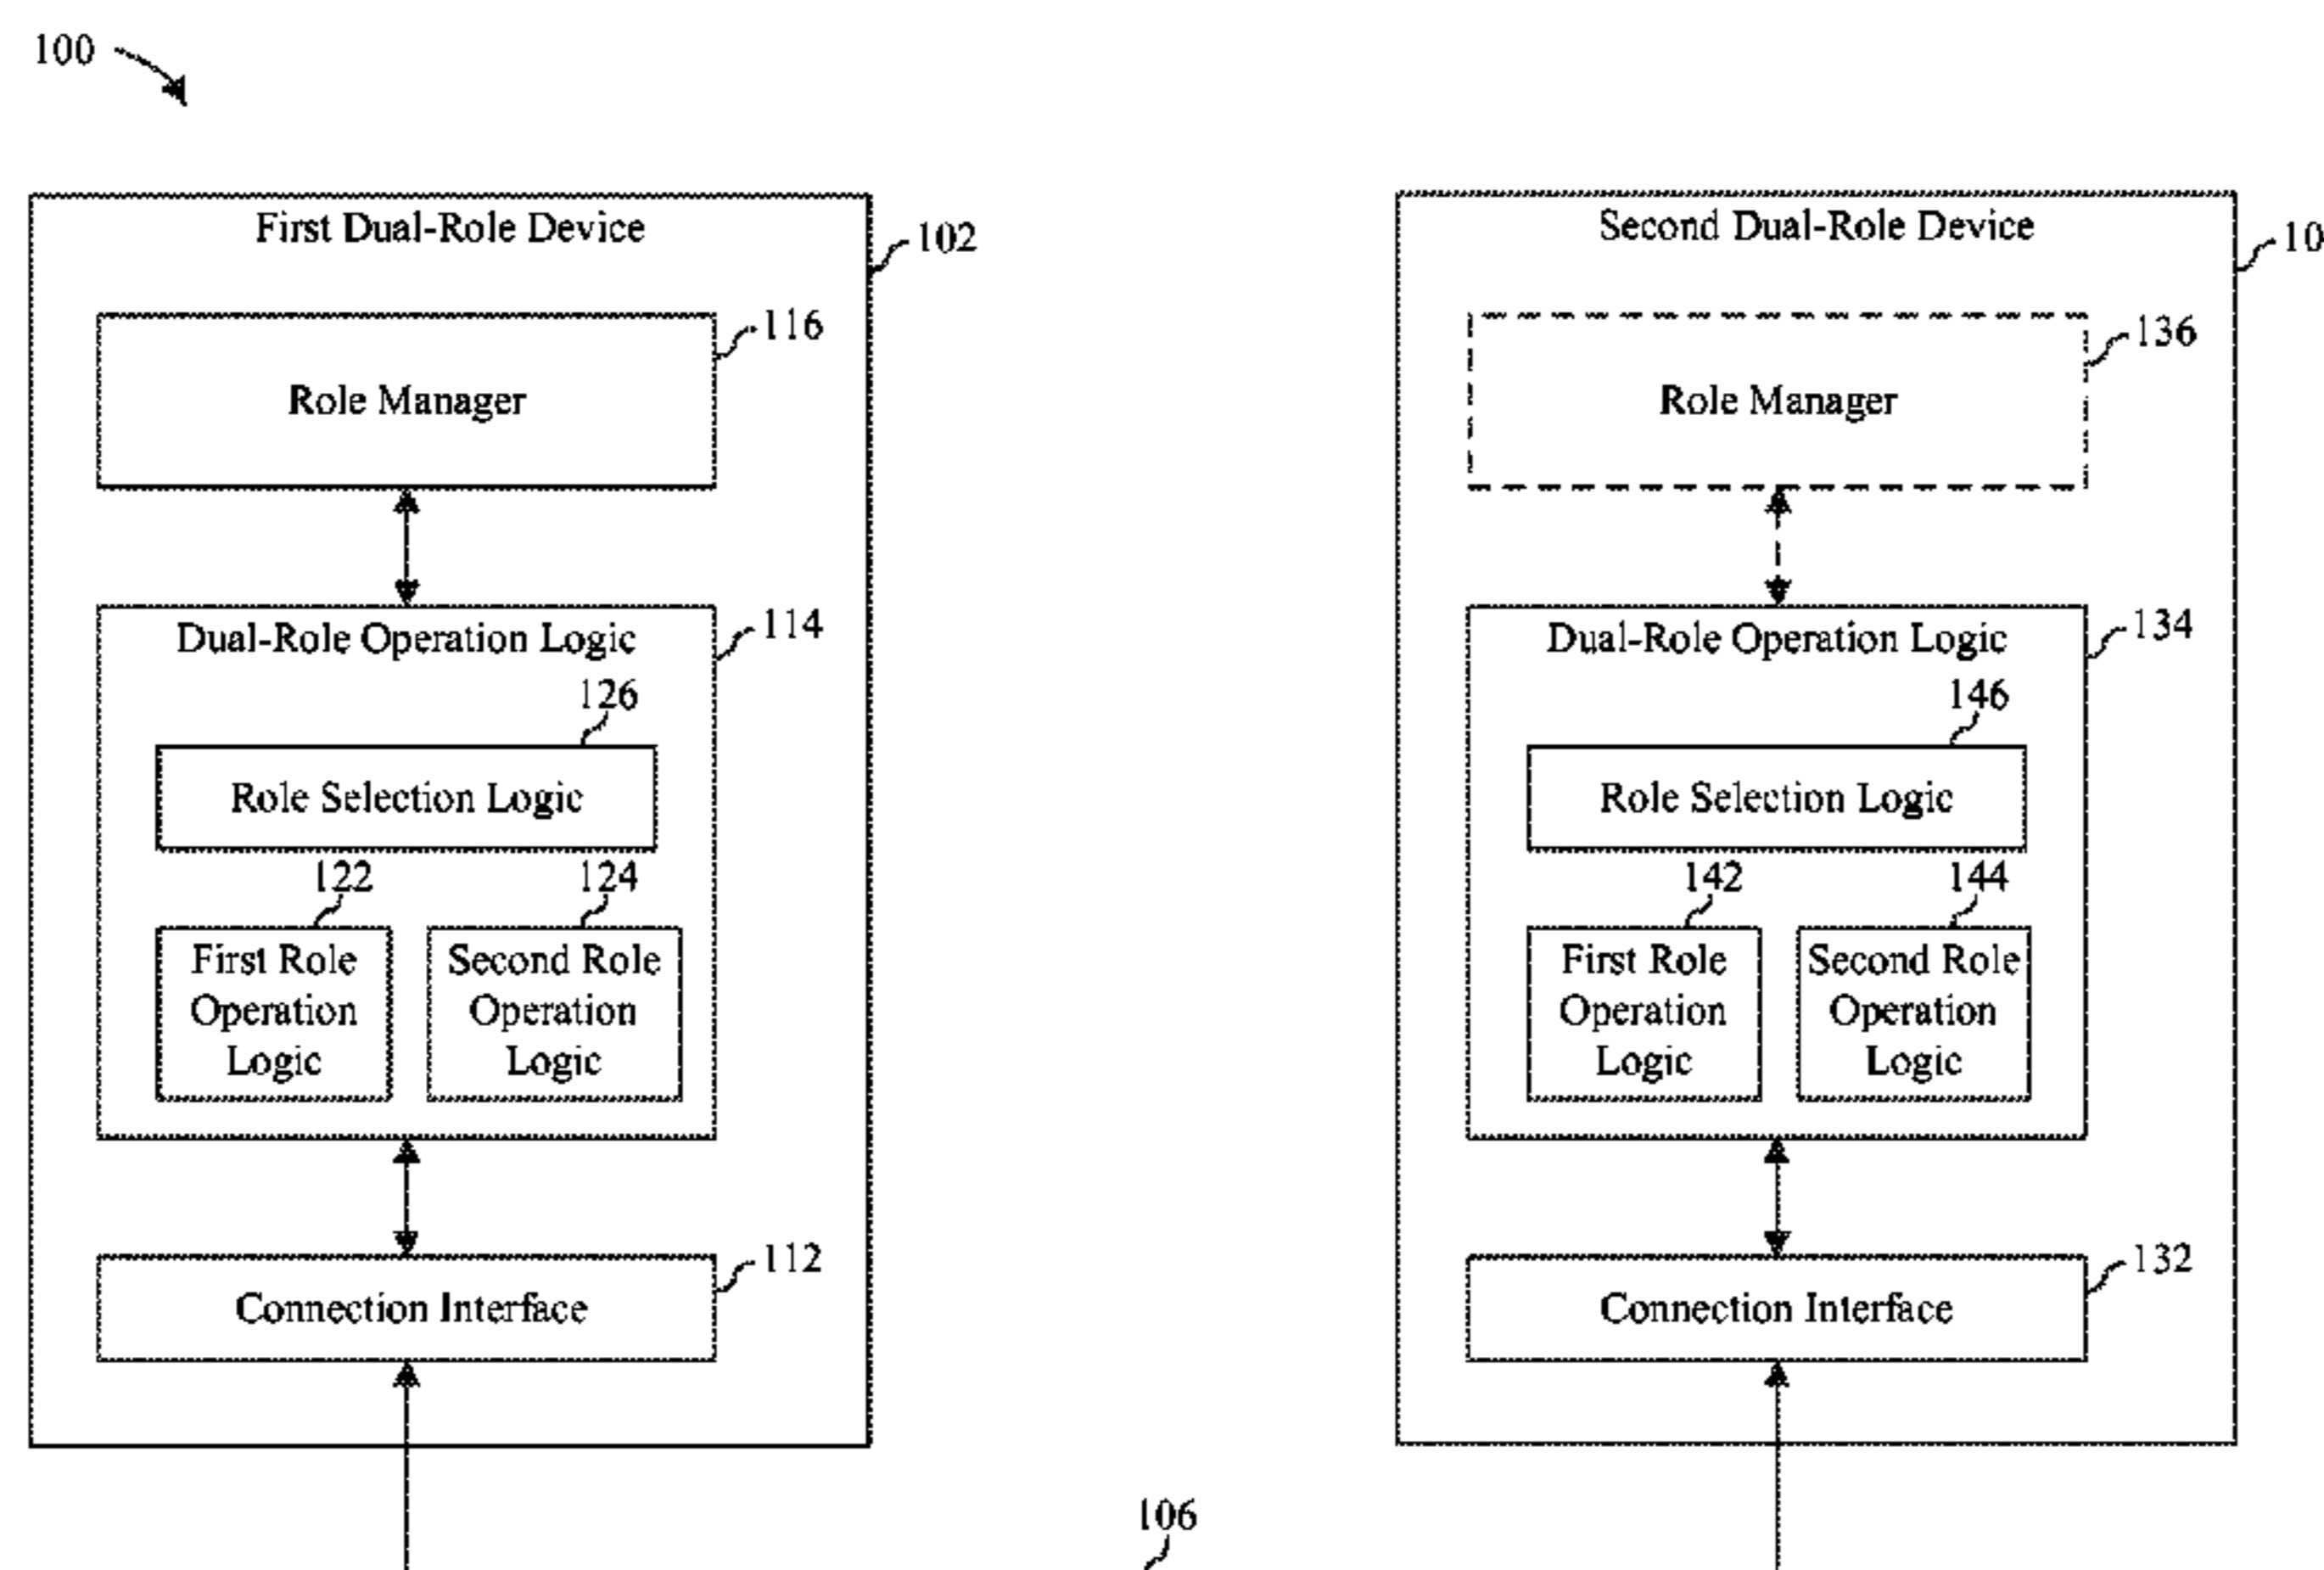 100
First Dual-Role Device
102
Role Manager
116
Dual-Role Operation Logic
114
126
Role Selection Logic
122
124
First Role
Operation
Logic
Second Role
Operation
Logic
Connection Interface
112
Second Dual-Role Device
10
Role Manager
136
Dual-Role Operation Logic
134
146
Role Selection Logic
142
144
First Role
Operation
Logic
Second Role
Operation
Logic
Connection Interface
132
106